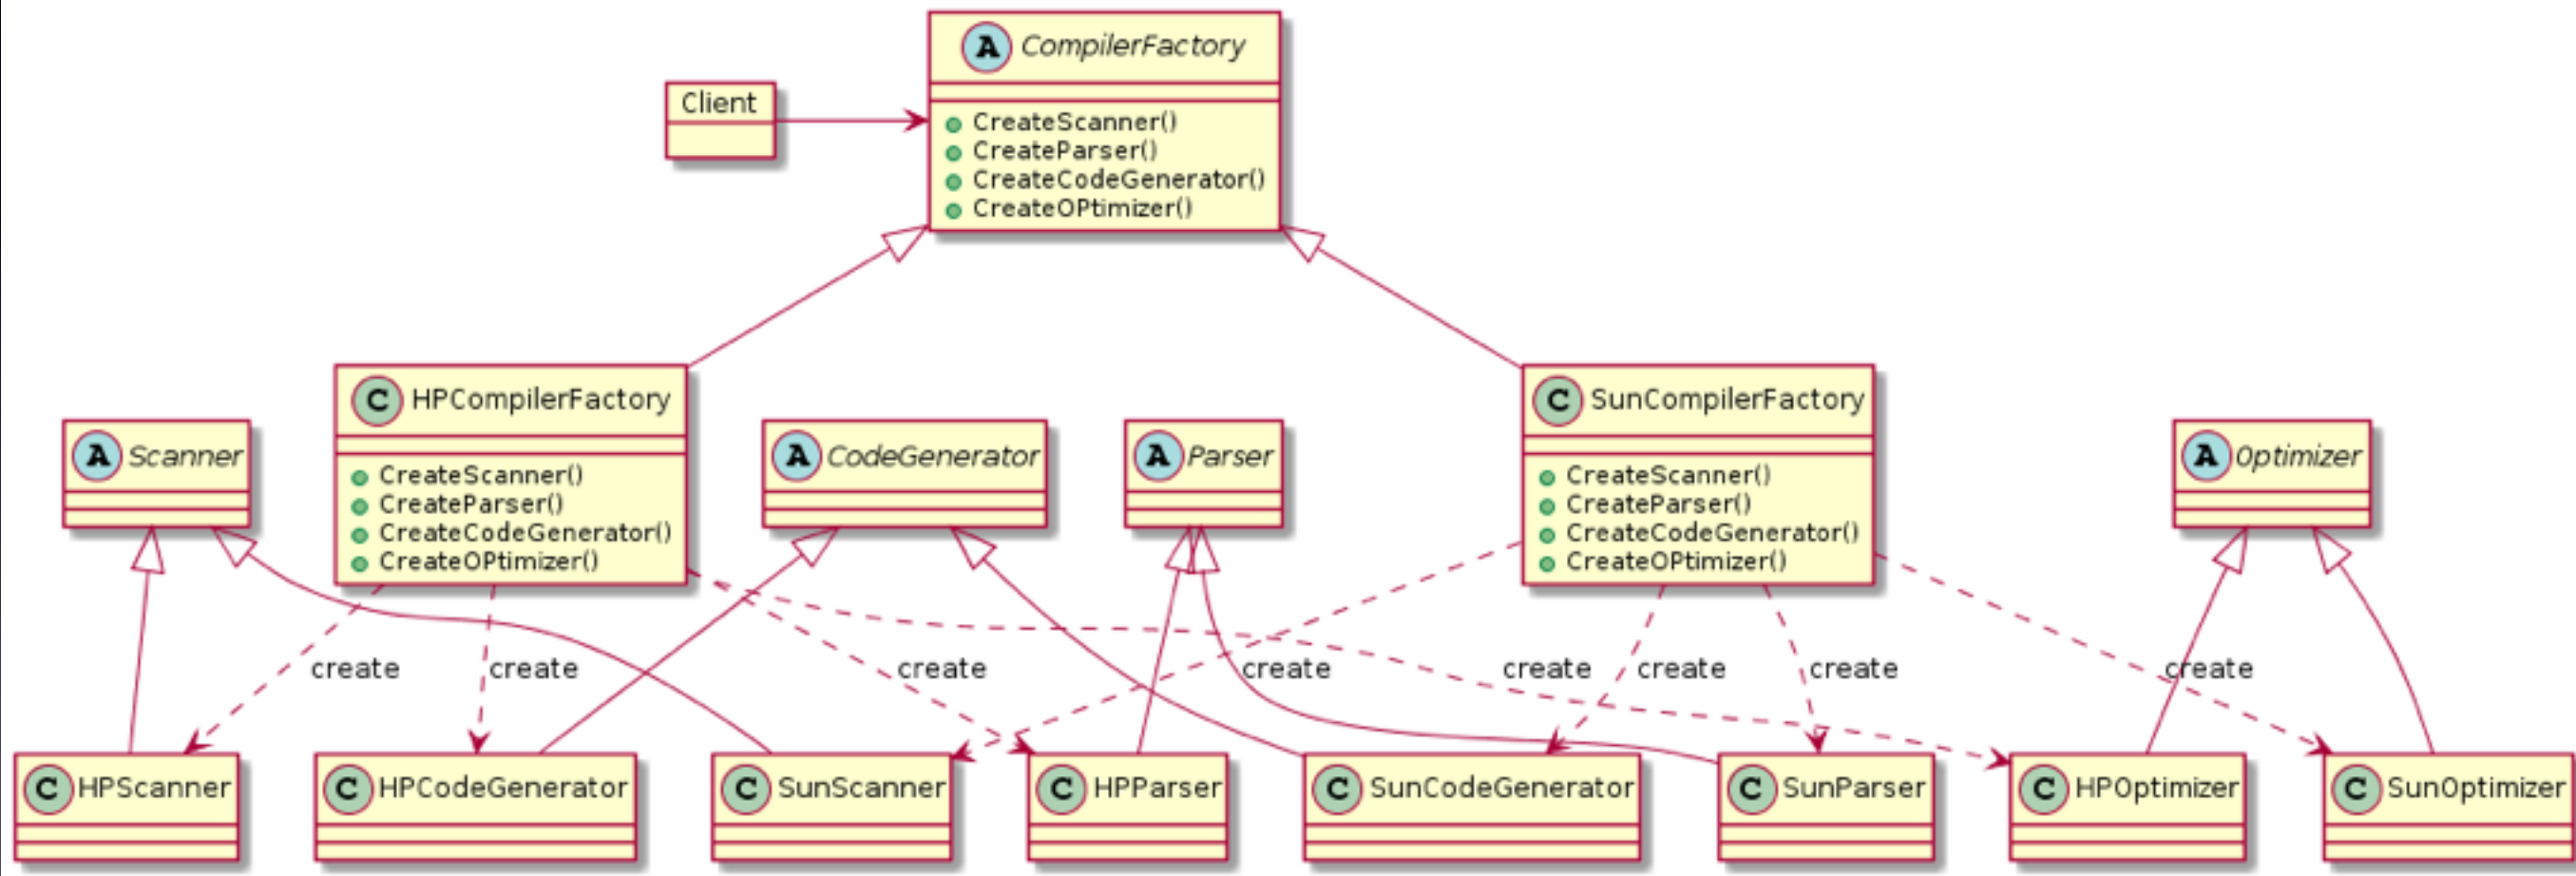 A CompilerFactory
Client
CreateScanner()
CreateParser()
CreateCodeGenerator()
CreateOPtimizer()
C HPCompilerFactory
CreateScanner()
CreateParser()
CreateCodeGenerator()
CreateOPtimizer()
C SunCompilerFactory
CreateScanner()
CreateParser()
CreateCodeGenerator()
CreateOPtimizer()
A Scanner
A CodeGenerator
A Parser
A Optimizer
create
create
create
create
create
create
create
create
C HPScanner
C HPCodeGenerator
C SunScanner
C HPParser
C SunCodeGenerator
C SunParser
C HPOptimizer
C SunOptimizer